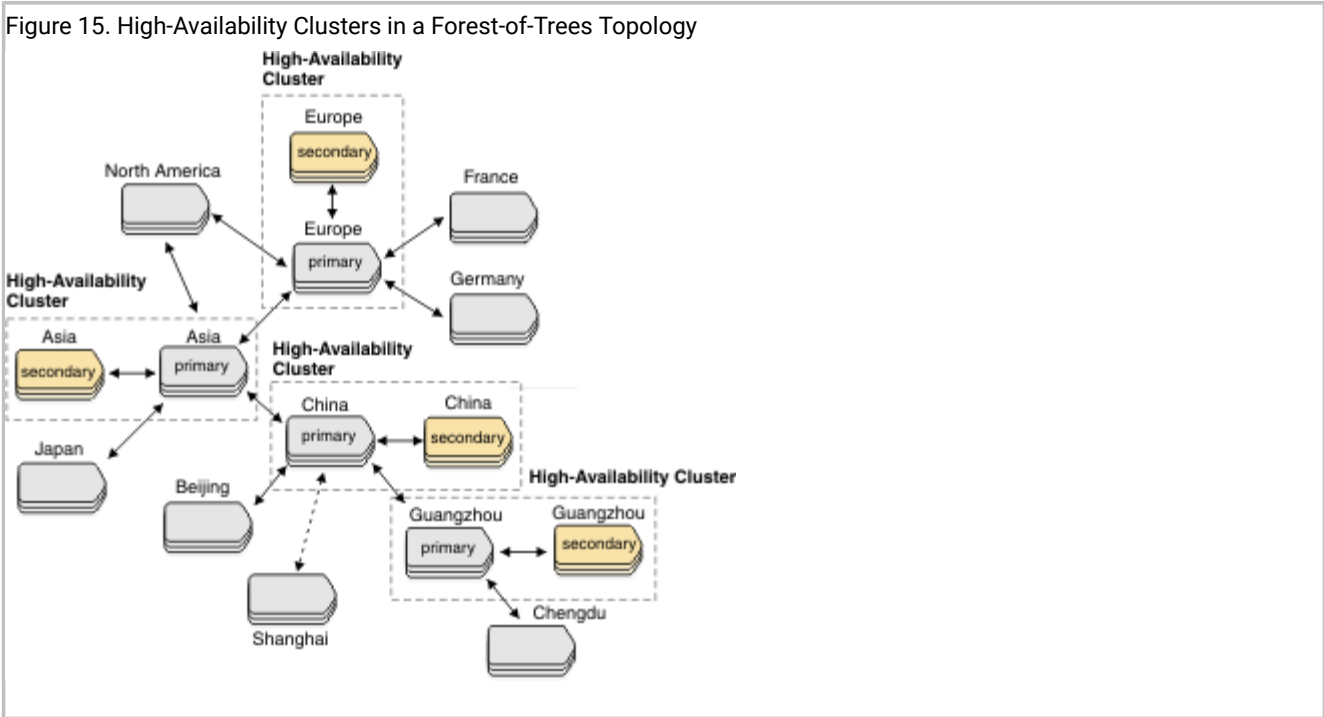 Figure 15. High-Availability Clusters in a Forest-of-Trees Topology
High-Availability
Cluster
Europe
secondary
North America
France
Europe
primary
Germany
High-Availability
Cluster
Asia
secondary
Asia
primary
High-Availability
Cluster
China
primary
China
secondary
Japan
Beijing
High-Availability Cluster
Guangzhou
primary
Guangzhou
secondary
Shanghai
Chengdu